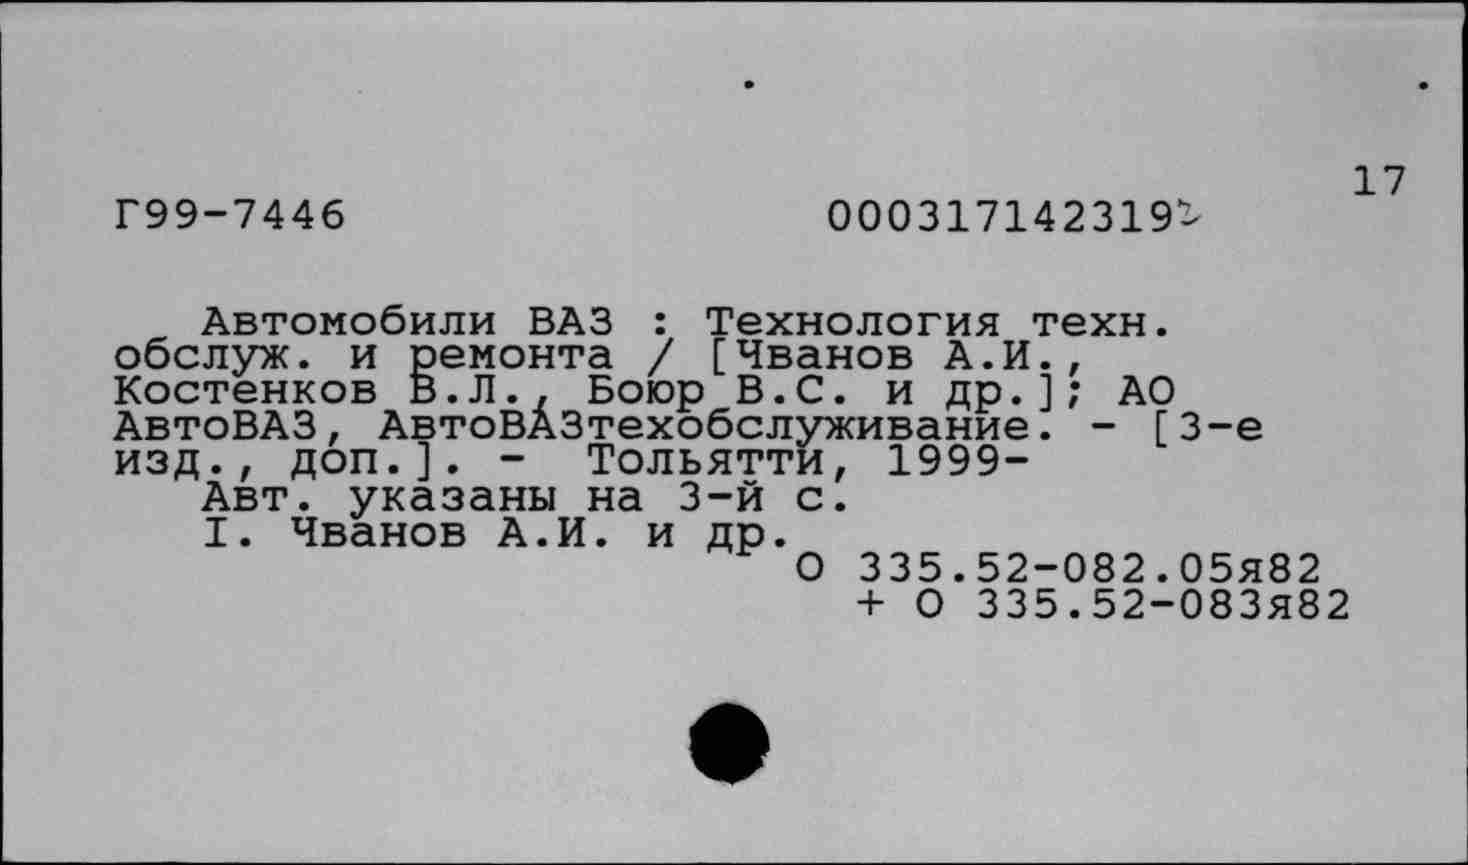 17
Г99-7446 000317142319
Автомобили ВАЗ : Технология техн.
обслуж. и ремонта / [Чванов А.И.,
Костенков В.Л., Боюр В.С. и др.]; АО
АвтоВАЗ, АвтоВАЗтехобслуживание. - [3-е
изд., доп.]. - Тольятти, 1999-
Авт. указаны на 3-й с.
I. Чванов А.И. и др.
О 335.52-082.05я82
+ О 335.52-083я82